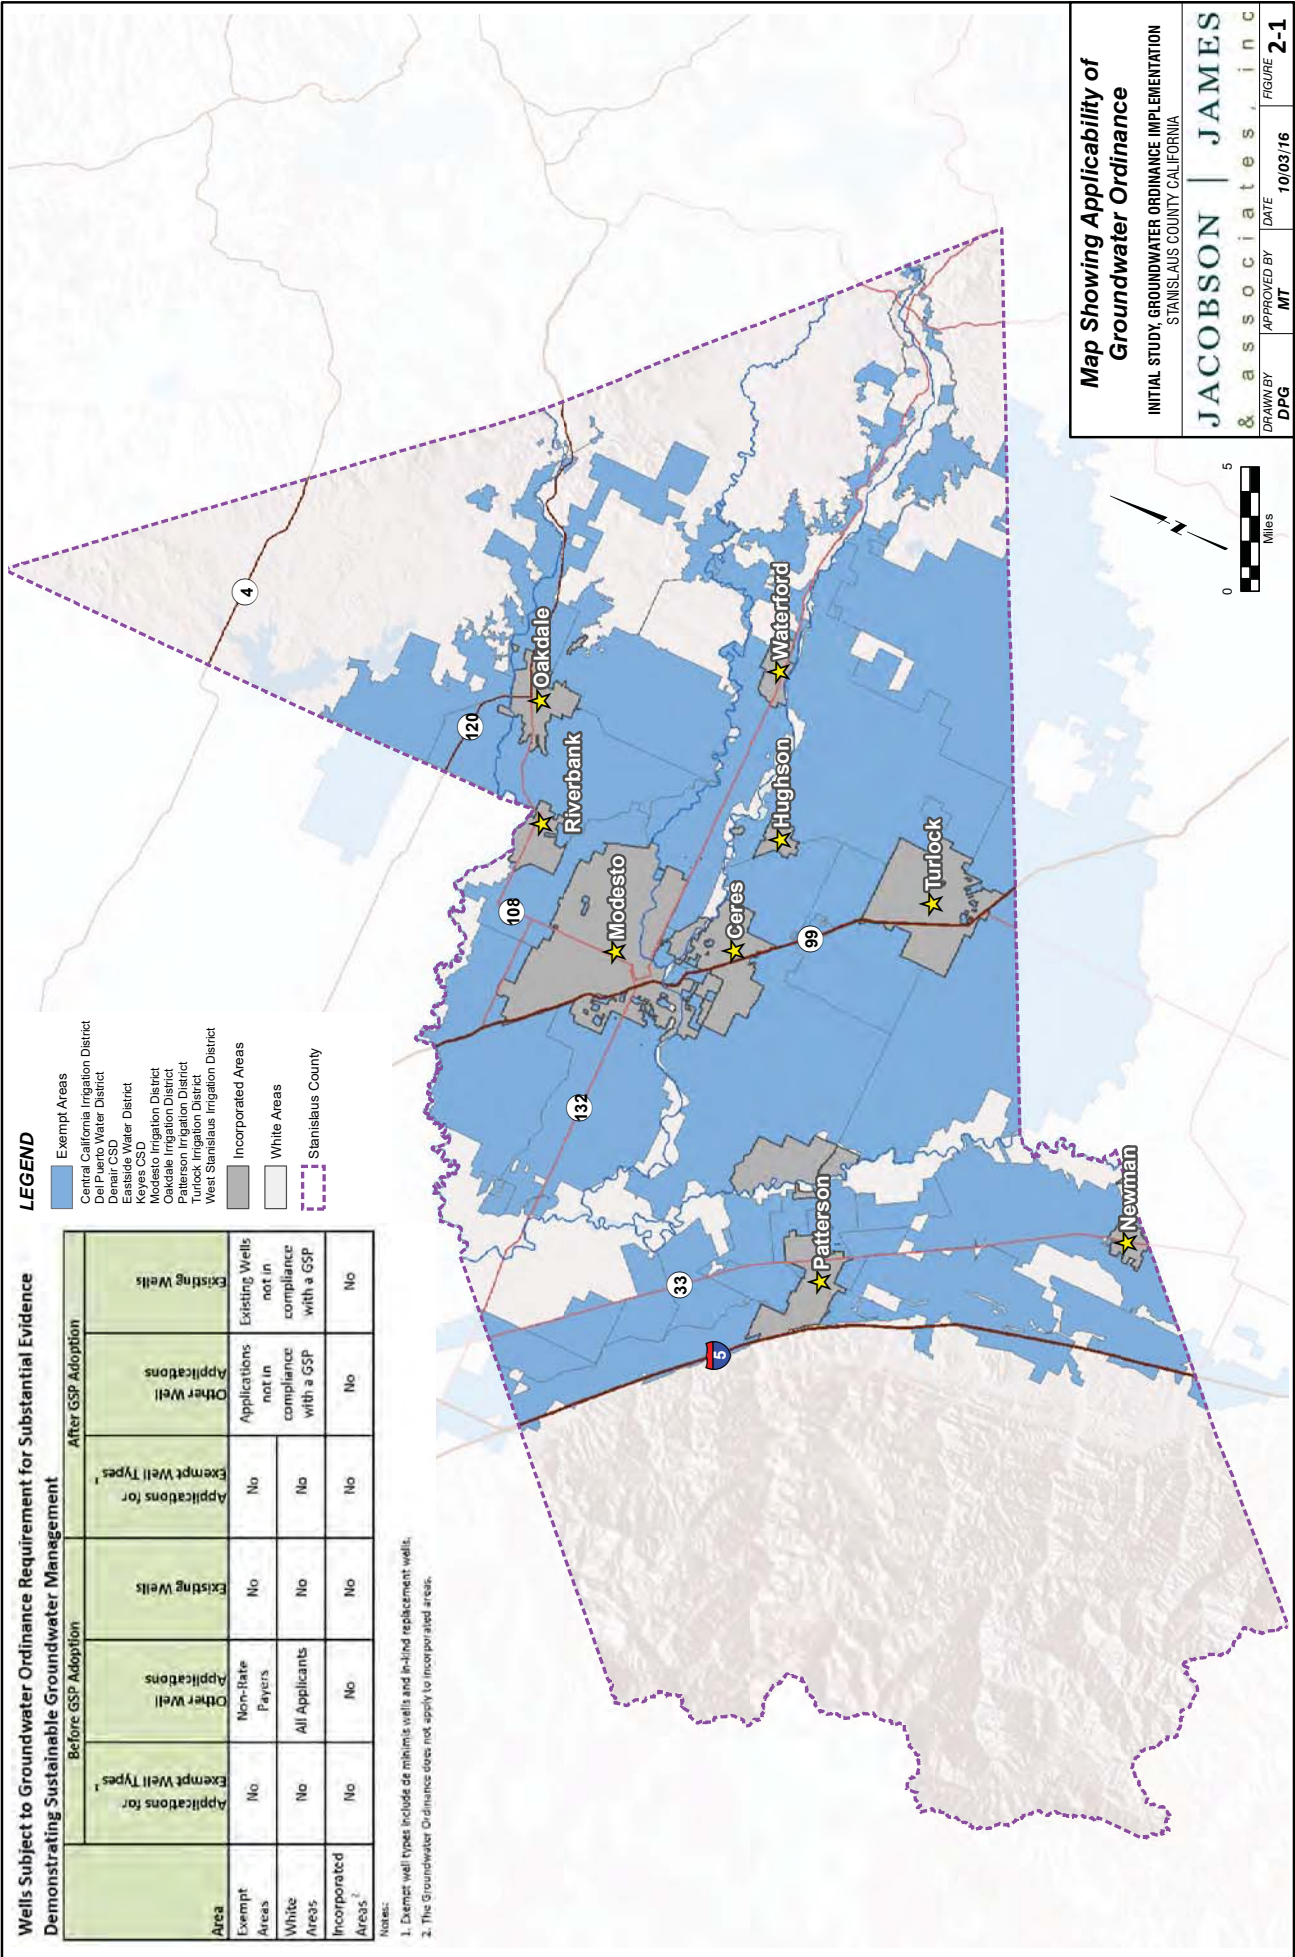 Wells Subject to Groundwater Ordinance Requirement for Substantial Evidence
Demonstrating Sustainable Groundwater Management
Area
Before GSP Adoption
After GSP Adoption
Applications for
Exempt Well Types 1
Other Well
Applications
Existing Wells
Applications for
Exempt Well Types 1
Other Well
Applications
Existing Wells
Exempt
Areas
No
Non-Rate
Payers
No
No
Applications
not in
compliance
with a GSP
Existing Wells
not in
compliance
with a GSP
White
Areas
No
All Applicants
No
No
Incorporated
Areas 2
No
No
No
No
No
No
Notes:
1. Exempt well types include de minimis wells and in-kind replacement wells.
2. The Groundwater Ordinance does not apply to incorporated areas.
LEGEND
Exempt Areas
Central California Irrigation District
Del Puerto Water District
Denair CSD
Eastside Water District
Keyes CSD
Modesto Irrigation District
Oakdale Irrigation District
Patterson Irrigation District
Turlock Irrigation District
West Stanislaus Irrigation District
Incorporated Areas
White Areas
Stanislaus County
4
120
Oakdale
Riverbank
108
Modesto
Waterford
Hughson
Ceres
99
Turlock
132
33
5
Patterson
Newman
0
5
Miles
Map Showing Applicability of
Groundwater Ordinance
INITIAL STUDY, GROUNDWATER ORDINANCE IMPLEMENTATION
STANISLAUS COUNTY CALIFORNIA
JACOBSON | JAMES
& associates, inc
DRAWN BY
DPG
APPROVED BY
MT
DATE
10/03/16
FIGURE
2-1